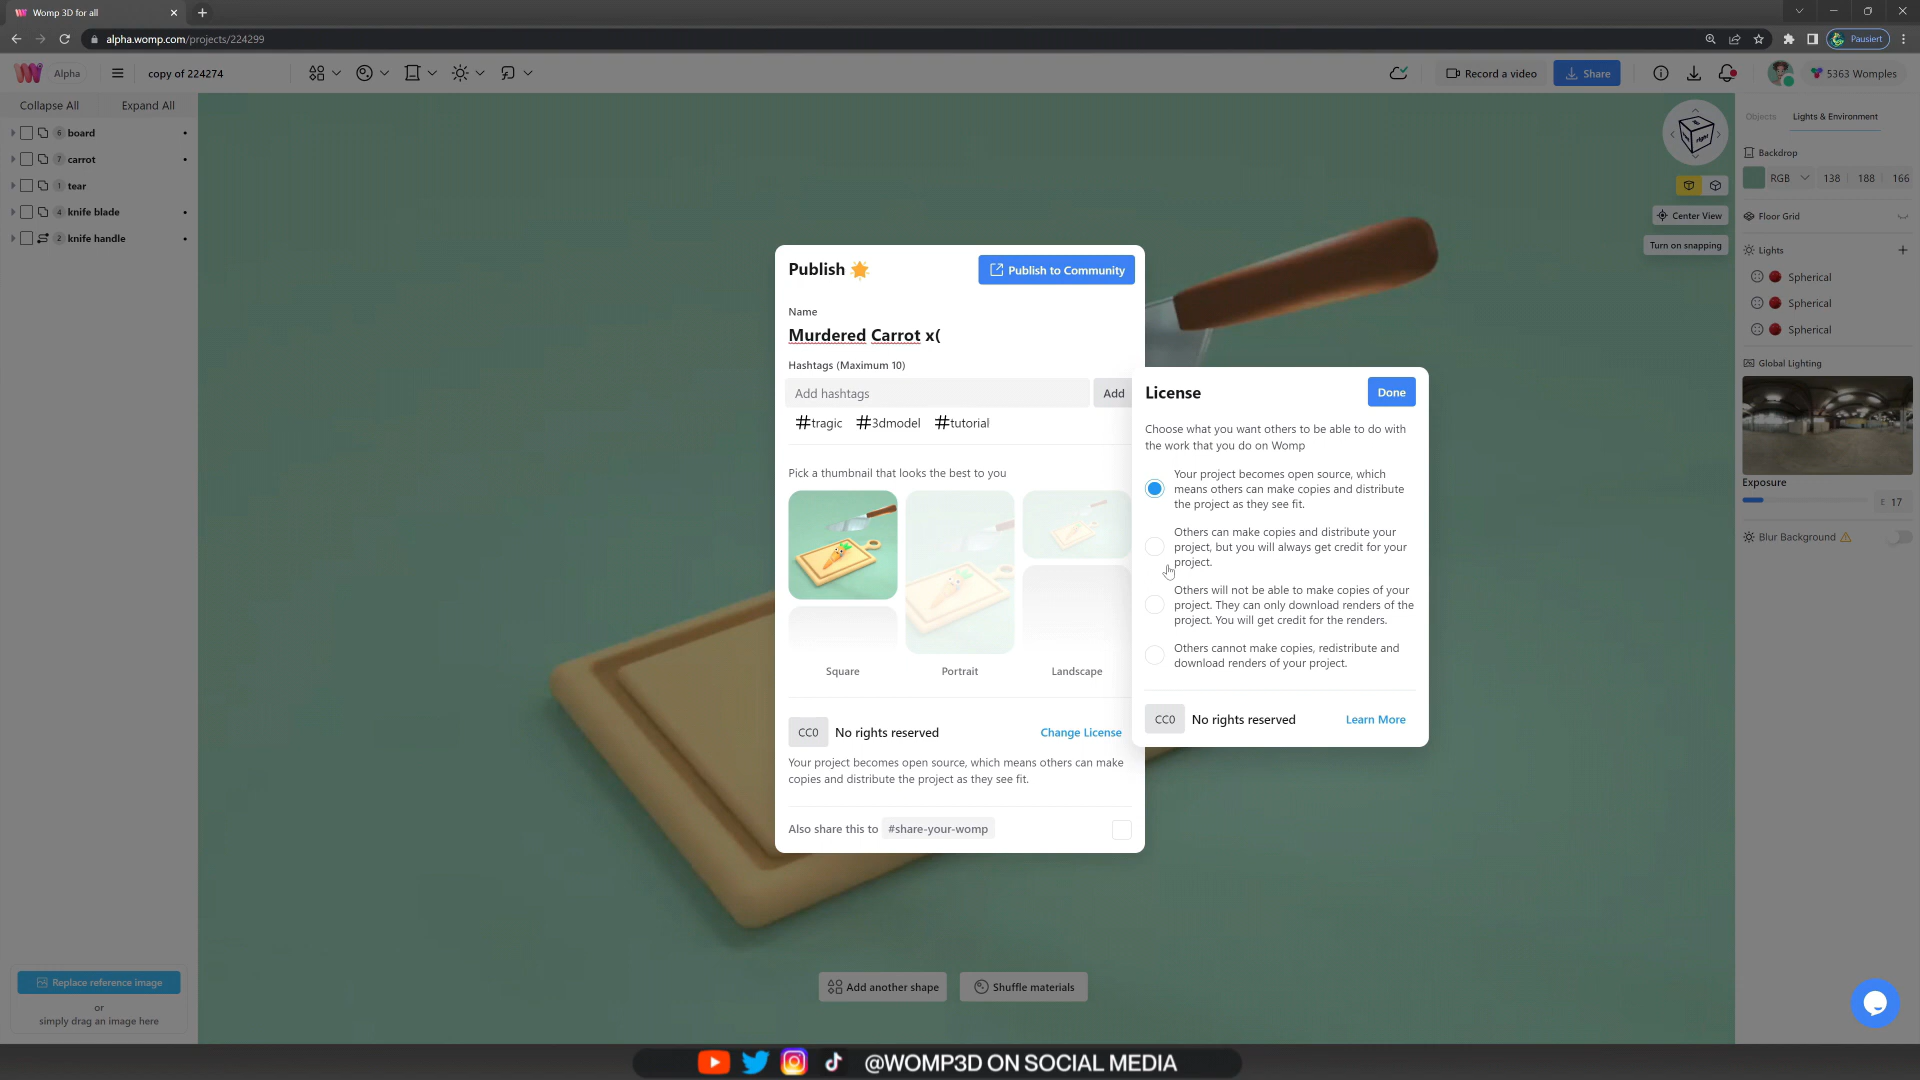 Womp 3D for all
alpha.womp.com/projects/224299
Pausiert
Alpha
copy of 224274
Record a video
Share
5363 Womples
Collapse All
Expand All
6 board
7 carrot
1 tear
4 knife blade
2 knife handle
Replace reference image
or
simply drag an image here
Publish
Publish to Community
Name
Murdered Carrot x(
Hashtags (Maximum 10)
Add hashtags
Add
#tragic #3dmodel #tutorial
Pick a thumbnail that looks the best to you
Square
Portrait
Landscape
CC0 No rights reserved
Change License
Your project becomes open source, which means others can make
copies and distribute the project as they see fit.
Also share this to #share-your-womp
License
Done
Choose what you want others to be able to do with
the work that you do on Womp
Your project becomes open source, which
means others can make copies and distribute
the project as they see fit.
Others can make copies and distribute your
project, but you will always get credit for your
project.
Others will not be able to make copies of your
project. They can only download renders of the
project. You will get credit for the renders.
Others cannot make copies, redistribute and
download renders of your project.
CC0 No rights reserved
Learn More
Add another shape
Shuffle materials
right
Center View
Turn on snapping
Objects
Lights & Environment
Backdrop
RGB 138 188 166
Floor Grid
Lights
Spherical
Spherical
Spherical
Global Lighting
Exposure
E 17
Blur Background
@WOMP3D ON SOCIAL MEDIA